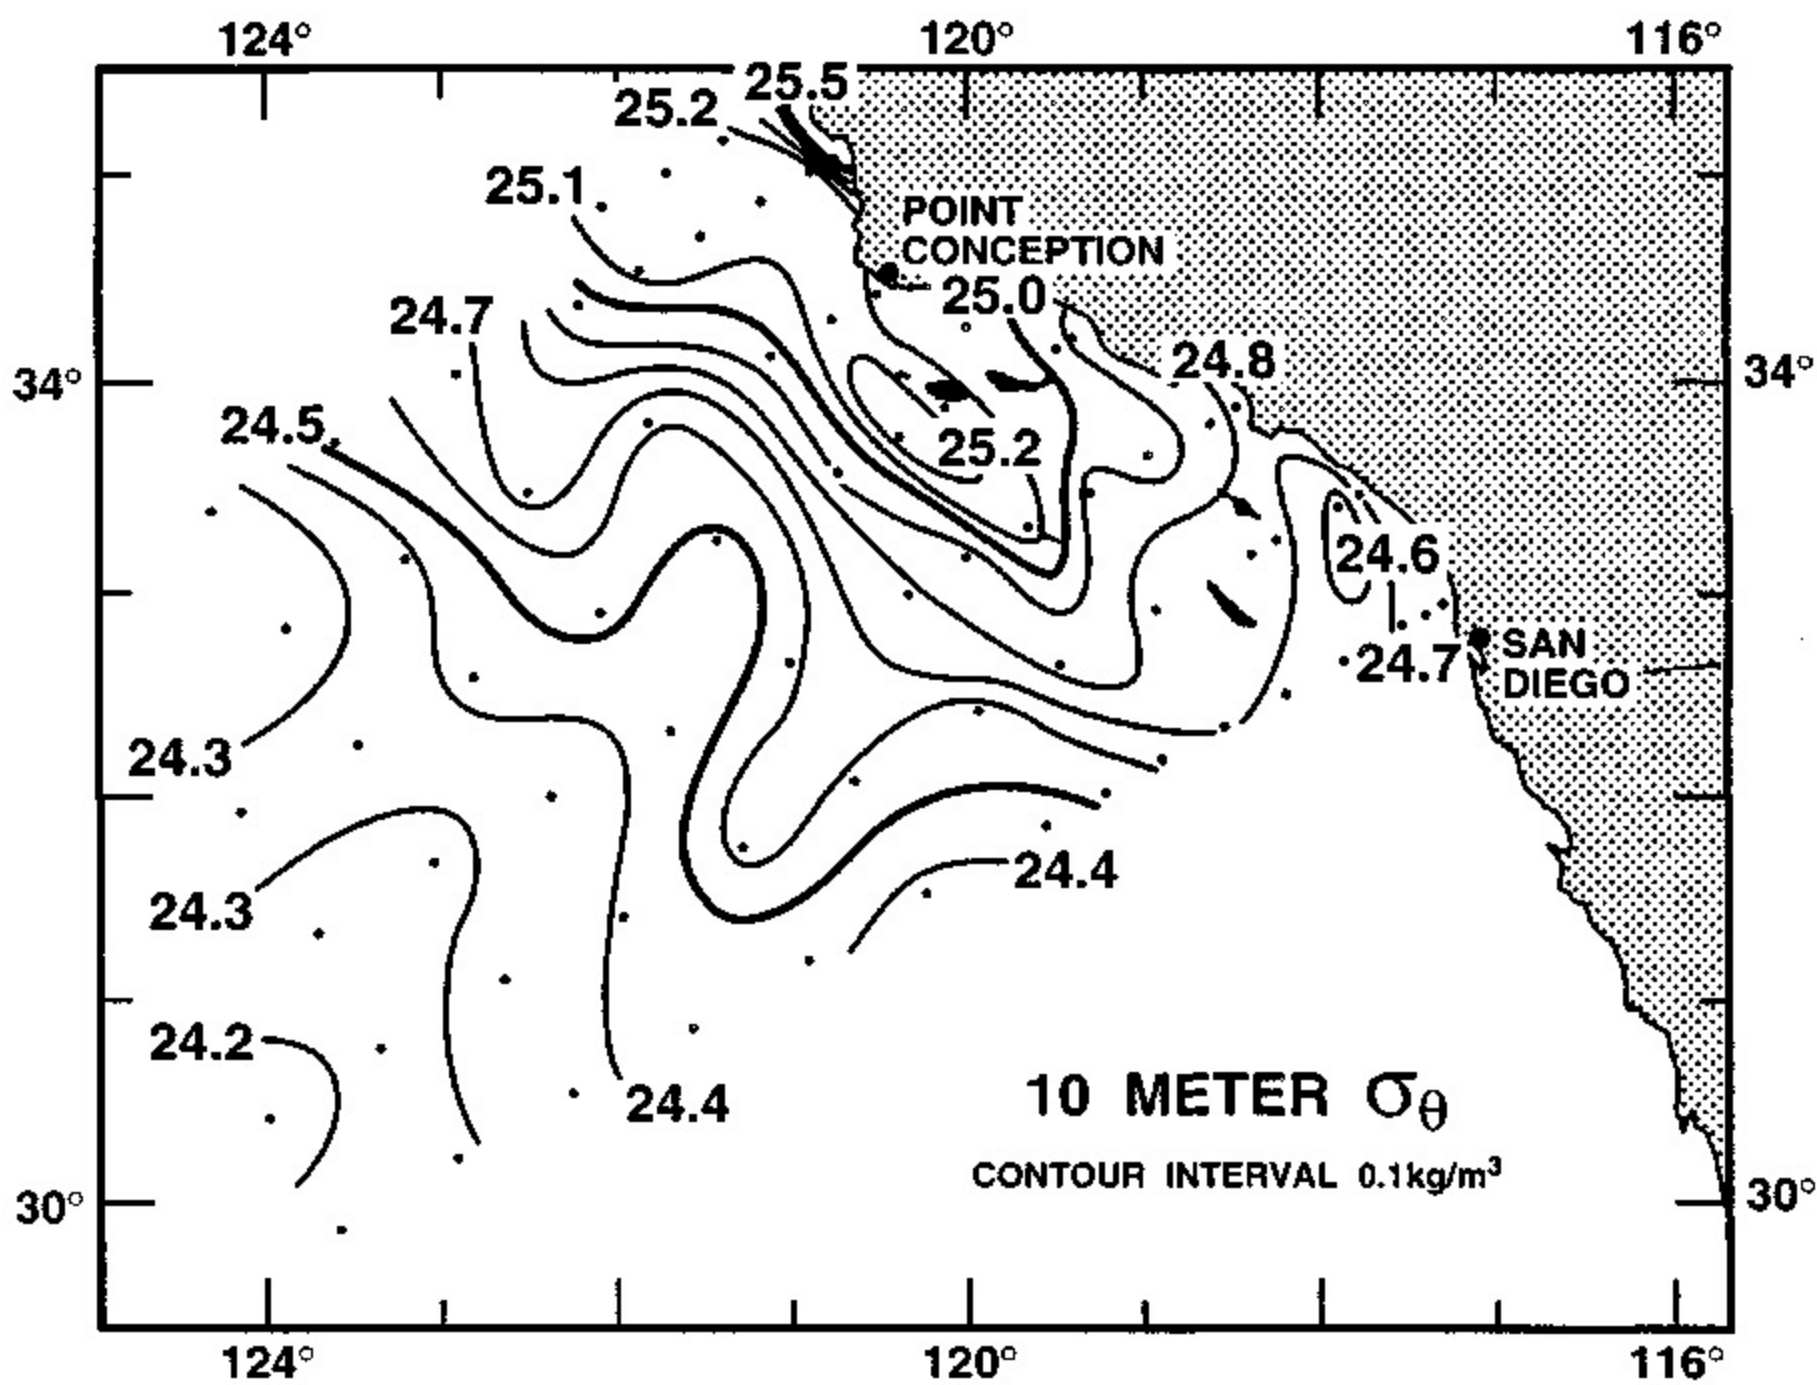 124° 120° 116°
25.5
25.2
25.1
POINT
CONCEPTION
25.0
24.7
24.8
34° 34°
24.5
25.2
24.6
SAN
DIEGO
24.7
24.3
24.4
24.3
24.2
24.4
10 METER σθ
CONTOUR INTERVAL 0.1kg/m³
30° 30°
124° 120° 116°